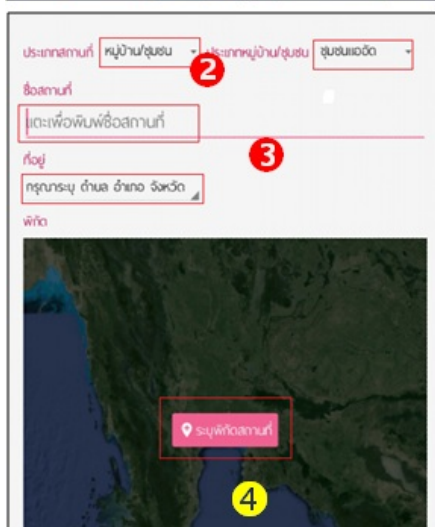 ประเภทสถานที่ หมู่บ้าน/ชุมชน ประเภทหมู่บ้าน/ชุมชน ชุมชนแออัด
2
ชื่อสถานที่
แตะเพื่อพิมพ์ชื่อสถานที่
3
ที่อยู่
กรุณาระบุ ตำบล อำเภอ จังหวัด
พิกัด
ระบุพิกัดสถานที่
4